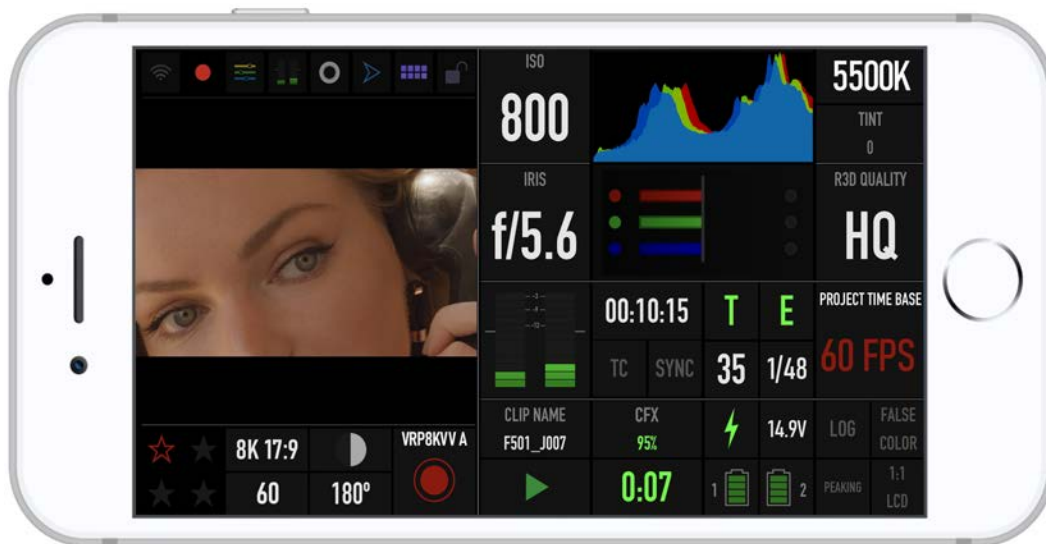 ISO
800
5500K
TINT
0
IRIS
f/5.6
R3D QUALITY
HQ
00:10:15
T
E
PROJECT TIME BASE
60 FPS
TC
SYNC
35
1/48
CLIP NAME
F501_J007
CFX
95%
14.9V
LOG
FALSE
COLOR
8K 17:9
VRP8KVV A
60
180º
0:07
1
2
PEAKING
1:1
LCD